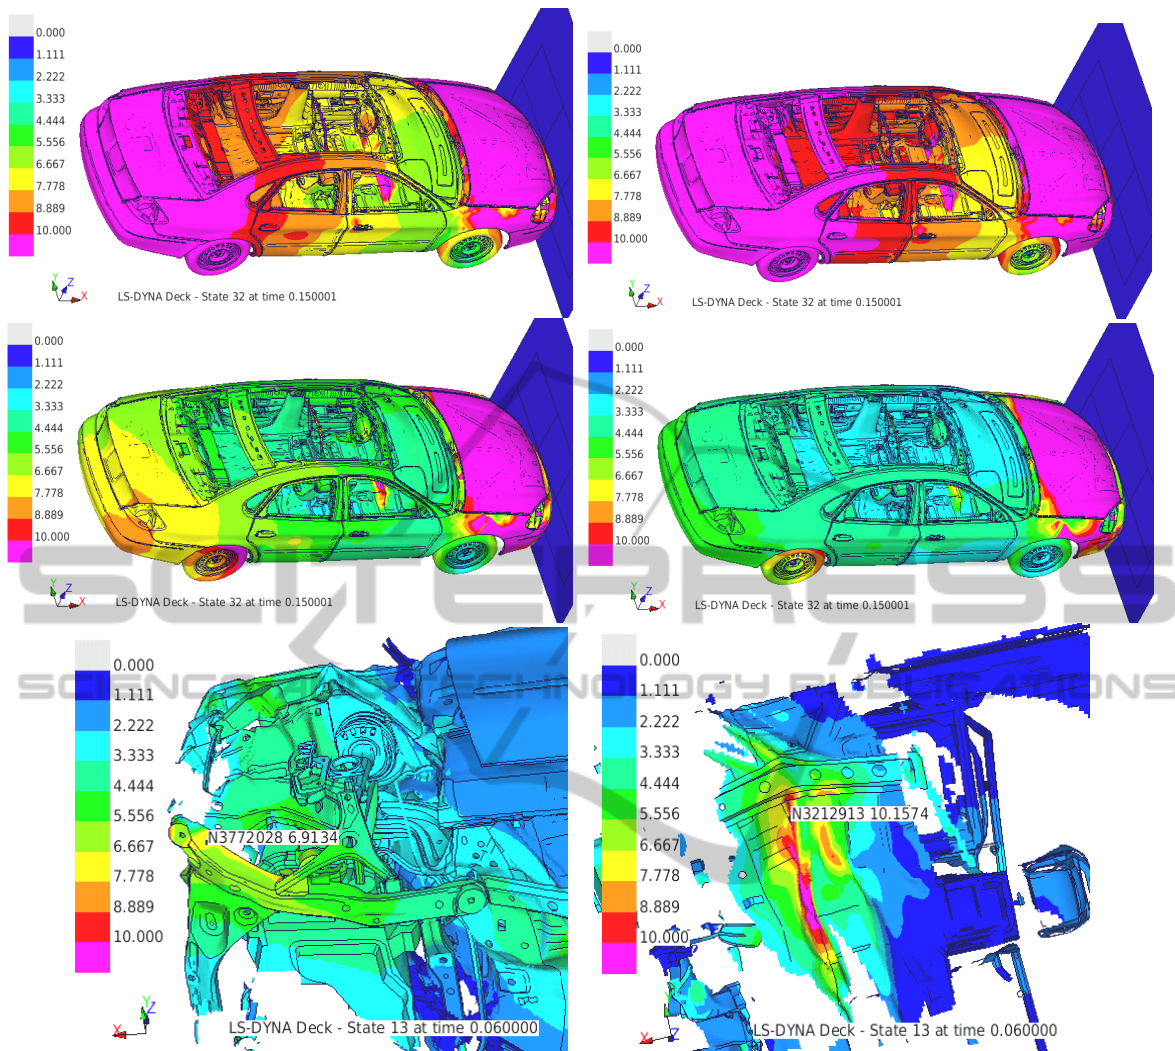 0.000
1.111
2.222
3.333
4.444
5.556
6.667
7.778
8.889
10.000
Y
Z
X
LS-DYNA Deck - State 32 at time 0.150001
0.000
1.111
2.222
3.333
4.444
5.556
6.667
7.778
8.889
10.000
Y
Z
X
LS-DYNA Deck - State 32 at time 0.150001
0.000
1.111
2.222
3.333
4.444
5.556
6.667
7.778
8.889
10.000
Y
Z
X
LS-DYNA Deck - State 32 at time 0.150001
0.000
1.111
2.222
3.333
4.444
5.556
6.667
7.778
8.889
10.000
Y
Z
X
LS-DYNA Deck - State 32 at time 0.150001
SCITEPRESS
SCIENCE AND TECHNOLOGY PUBLICATIONS
0.000
1.111
2.222
3.333
4.444
5.556
6.667
7.778
8.889
10.000
N3772028 6.9134
Y
Z
X
LS-DYNA Deck - State 13 at time 0.060000
0.000
1.111
2.222
3.333
4.444
5.556
6.667
7.778
8.889
10.000
N3212913 10.1574
Y
X
Z
LS-DYNA Deck - State 13 at time 0.060000